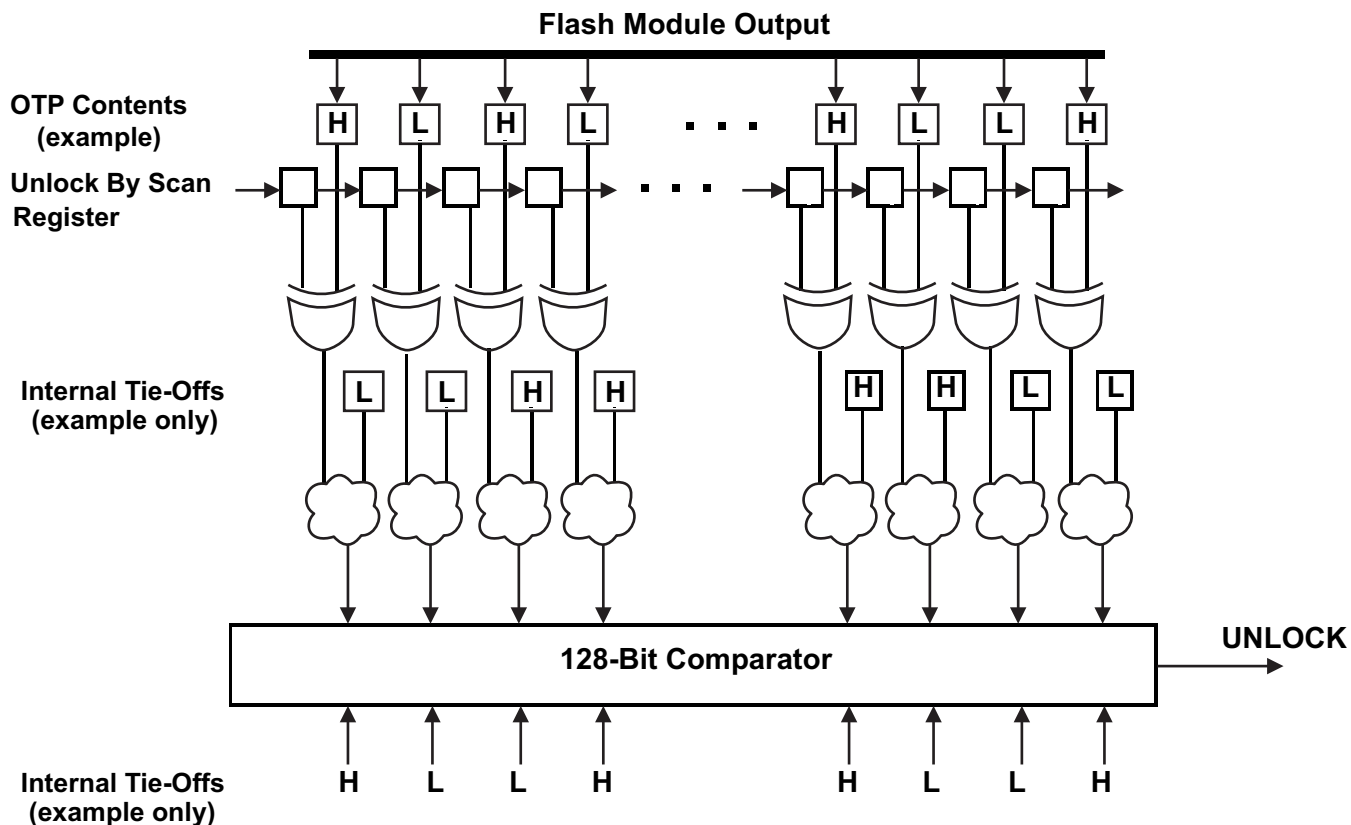 Flash Module Output
OTP Contents
(example)
H L H L . . . H L L H
Unlock By Scan
Register
. . .
Internal Tie-Offs
(example only)
L L H H H H L L
UNLOCK
128-Bit Comparator
Internal Tie-Offs
(example only)
H L L H H L L H